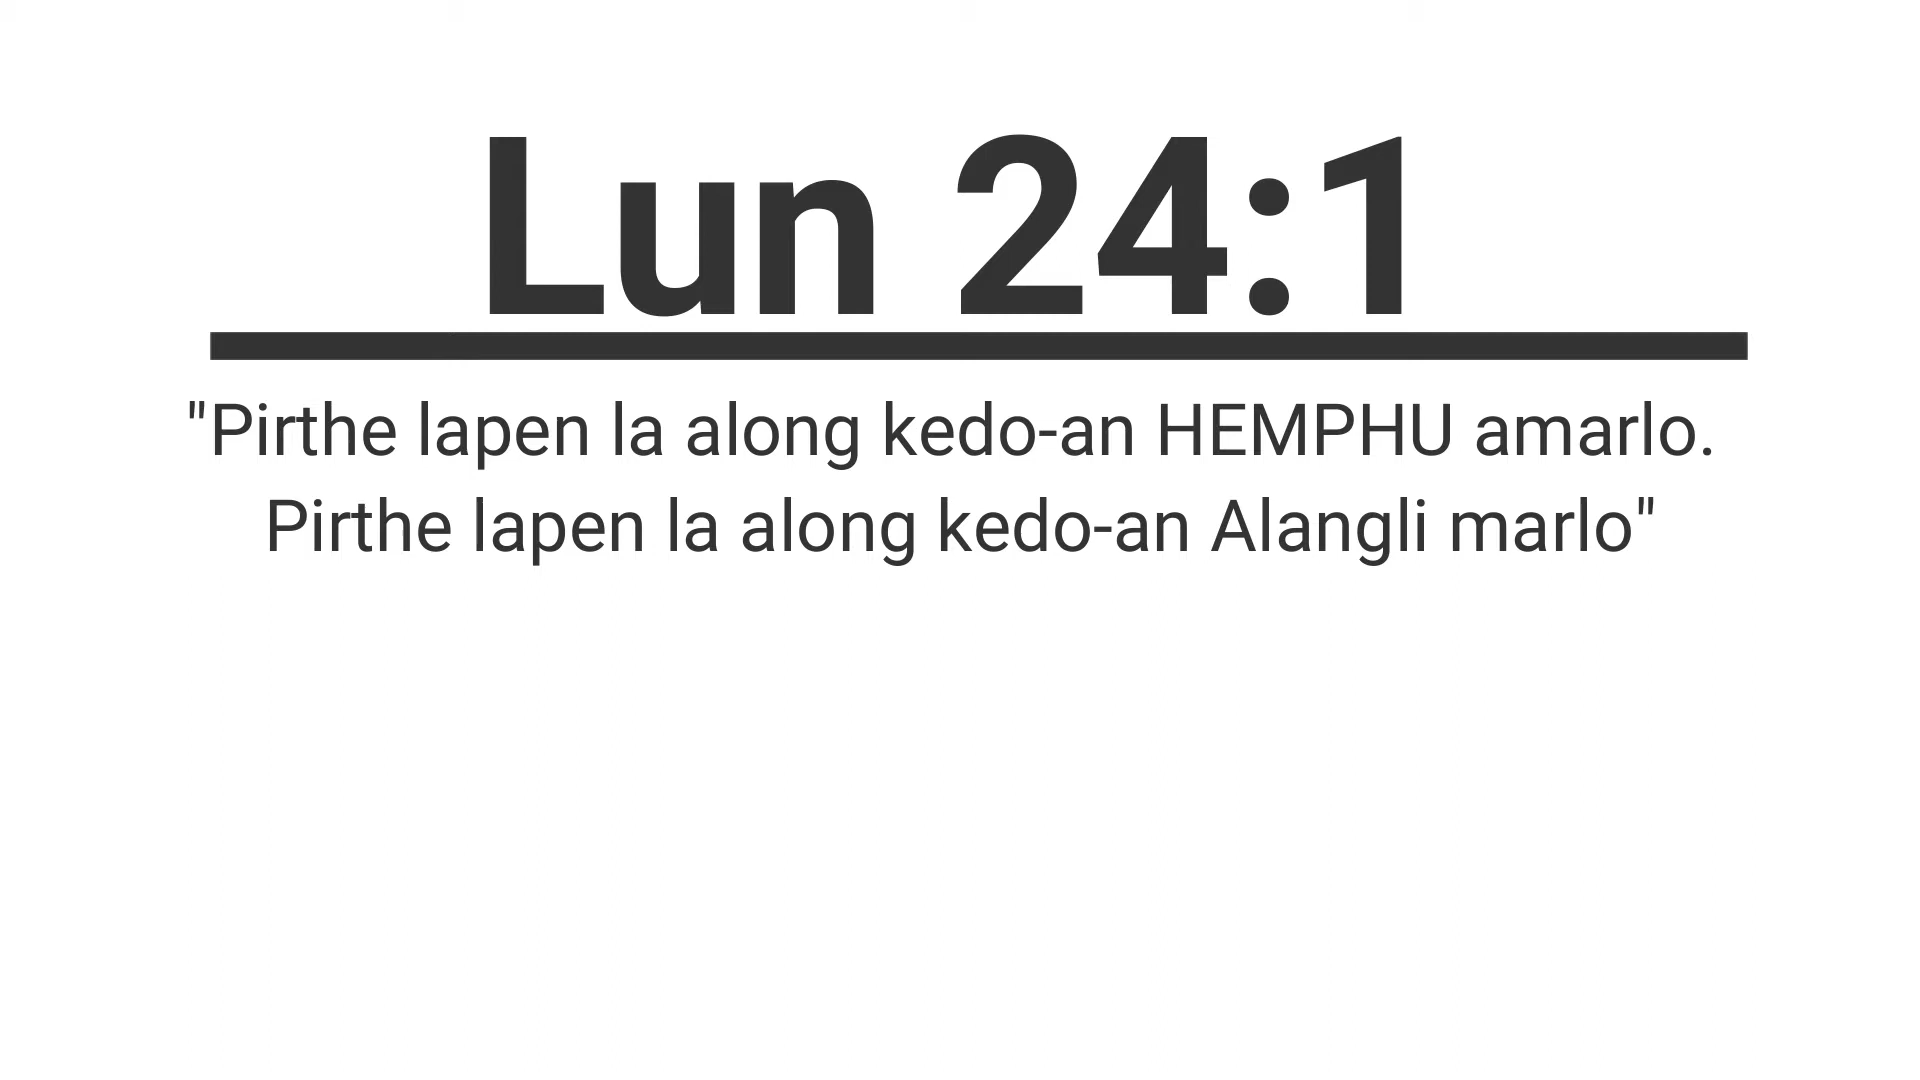 Lun 24:1
"Pirthe lapen la along kedo-an HEMPHU amarlo.
Pirthe lapen la along kedo-an Alangli marlo"